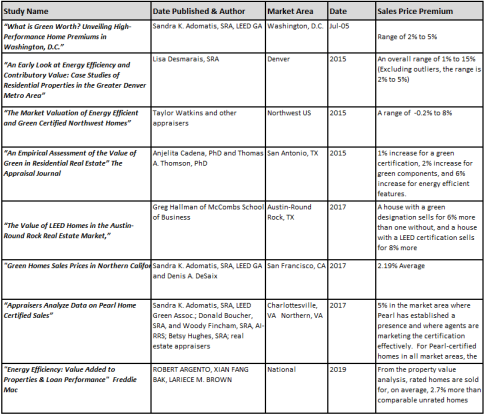 Study Name Date Published & Author Market Area Date Sales Price Premium
"What is Green Worth? Unveiling High-
Performance Home Premiums in
Washington, D.C."
Sandra K. Adomatis, SRA, LEED GA
Washington, D.C.
Jul-05
Range of 2% to 5%
"An Early Look at Energy Efficiency and
Contributory Value: Case Studies of
Residential Properties in the Greater Denver
Metro Area"
Lisa Desmarais, SRA
Denver
2015
An overall range of 1% to 15%
(Excluding outliers, the range is
2% to 5%)
"The Market Valuation of Energy Efficient
and Green Certified Northwest Homes"
Taylor Watkins and other
appraisers
Northwest US
2015
A range of -0.2% to 8%
"An Empirical Assessment of the Value of
Green in Residential Real Estate" The
Appraisal Journal
Anjelita Cadena, PhD and Thomas
A. Thomson, PhD
San Antonio, TX
2015
1% increase for a green
certification, 2% increase for
green components, and 6%
increase for energy efficient
features.
"The Value of LEED Homes in the Austin-
Round Rock Real Estate Market,"
Greg Hallman of McCombs School
of Business
Austin-Round
Rock, TX
2017
A house with a green
designation sells for 6% more
than one without, and a house
with a LEED certification sells
for 8% more
"Green Homes Sales Prices in Northern Califor
Sandra K. Adomatis, SRA, LEED GA
and Denis A. DeSaix
San Francisco, CA
2017
2.19% Average
"Appraisers Analyze Data on Pearl Home
Certified Sales"
Sandra K. Adomatis, SRA, LEED
Green Assoc.; Donald Boucher,
SRA, and Woody Fincham, SRA, AI-
RRS; Betsy Hughes, SRA; real
estate appraisers
Charlottesville,
VA Northern, VA
2017
5% in the market area where
Pearl has established a
presence and where agents are
marketing the certification
effectively. For Pearl-certified
homes in all market areas, the
"Energy Efficiency: Value Added to
Properties & Loan Performance" Freddie
Mac
ROBERT ARGENTO, XIAN FANG
BAK, LARIECE M. BROWN
National
2019
From the property value
analysis, rated homes are sold
for, on average, 2.7% more than
comparable unrated homes